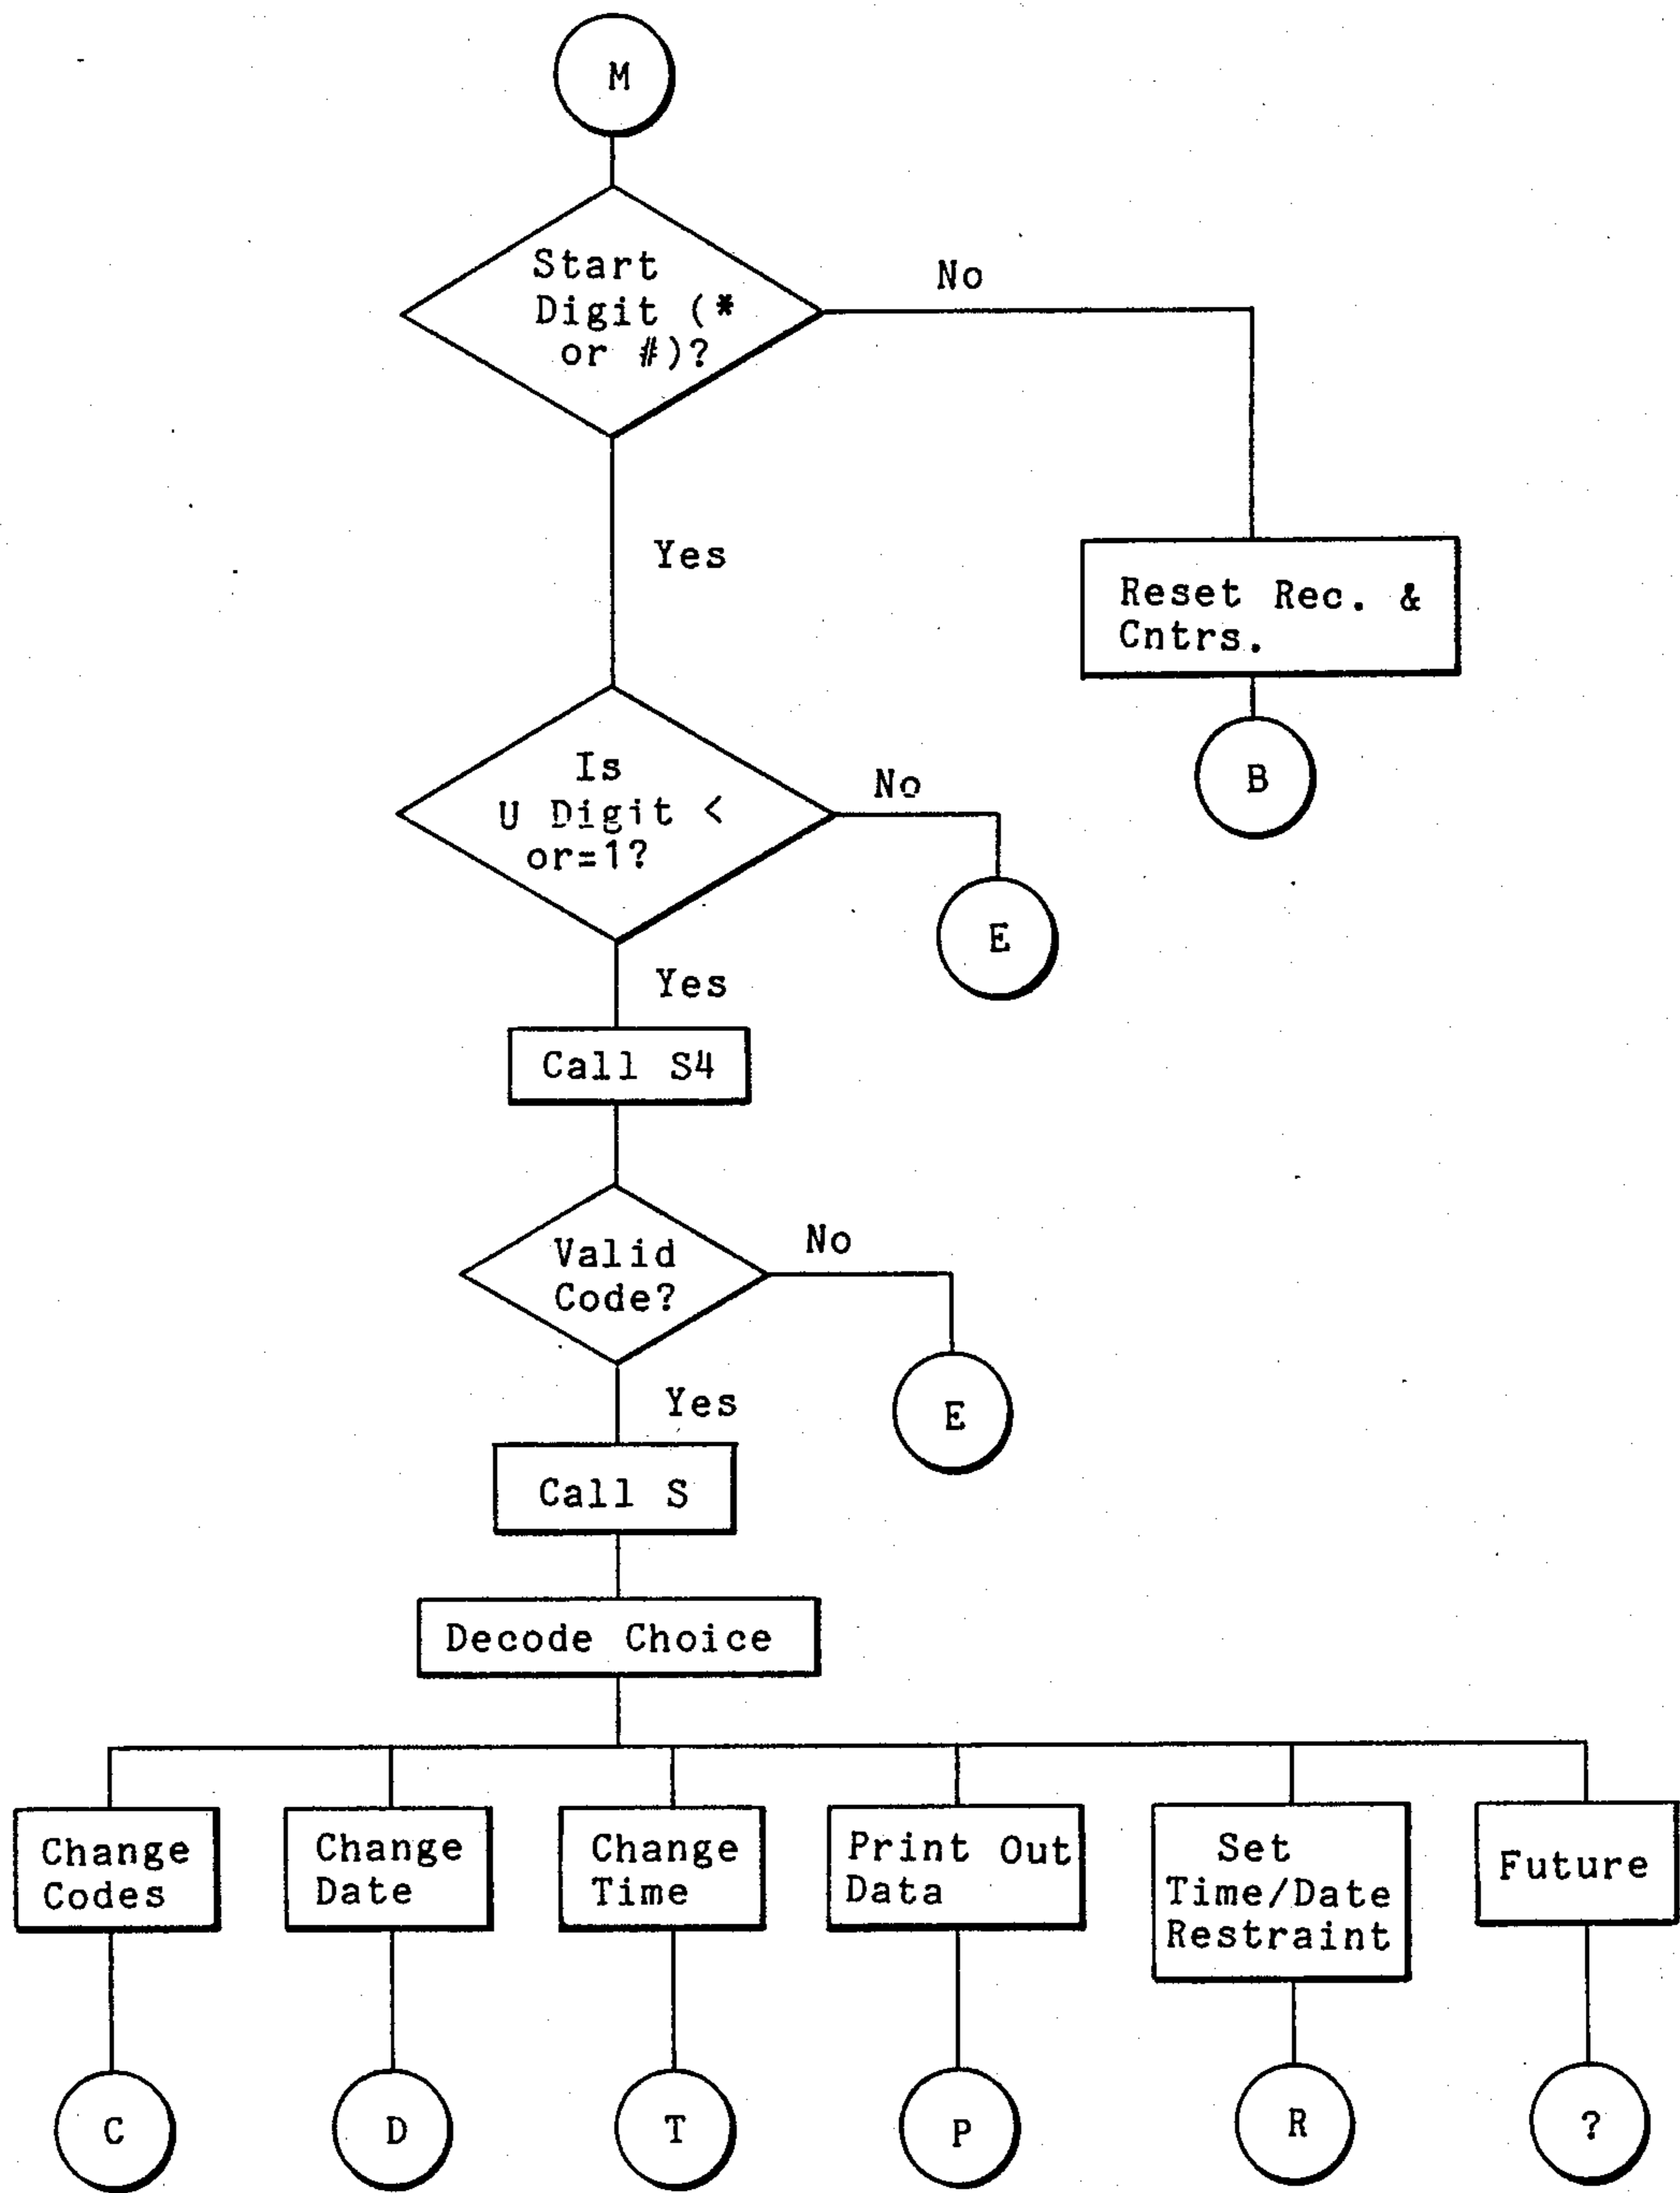 M
Start
Digit (*
or #)?
No
Yes
Reset Rec. &
Cntrs.
B
Is
U Digit <
or=1?
No
E
Yes
Call S4
Valid
Code?
No
E
Yes
Call S
Decode Choice
Change
Codes
Change
Date
Change
Time
Print Out
Data
Set
Time/Date
Restraint
Future
C
D
T
P
R
?